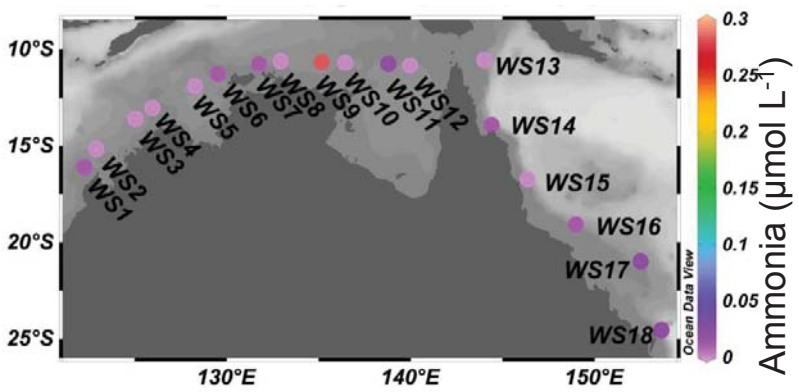 10°S
15°S
20°S
25°S
130°E
140°E
150°E
WS1
WS2
WS3
WS4
WS5
WS6
WS7
WS8
WS9
WS10
WS11
WS12
WS13
WS14
WS15
WS16
WS17
WS18
Ocean Data View
0.3
0.25
0.2
0.15
0.1
0.05
0
Ammonia (μmol L⁻¹)